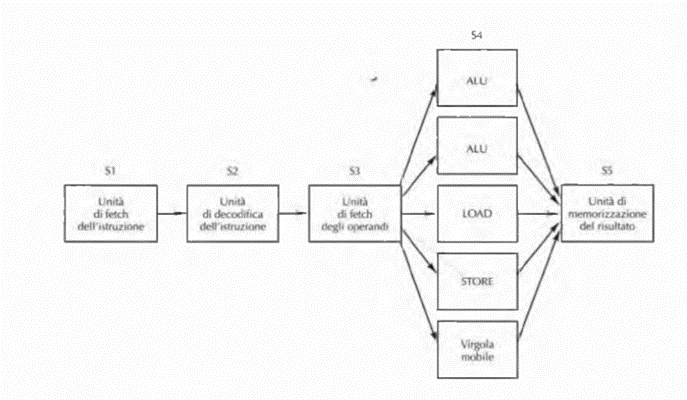 S4
ALU
ALU
S1
S2
S3
S5
Unità
di fetch
dell'istruzione
Unità
di decodifica
dell'istruzione
Unità
di fetch
degli operandi
LOAD
Unità di
memorizzazione
del risultato
STORE
Virgola
mobile